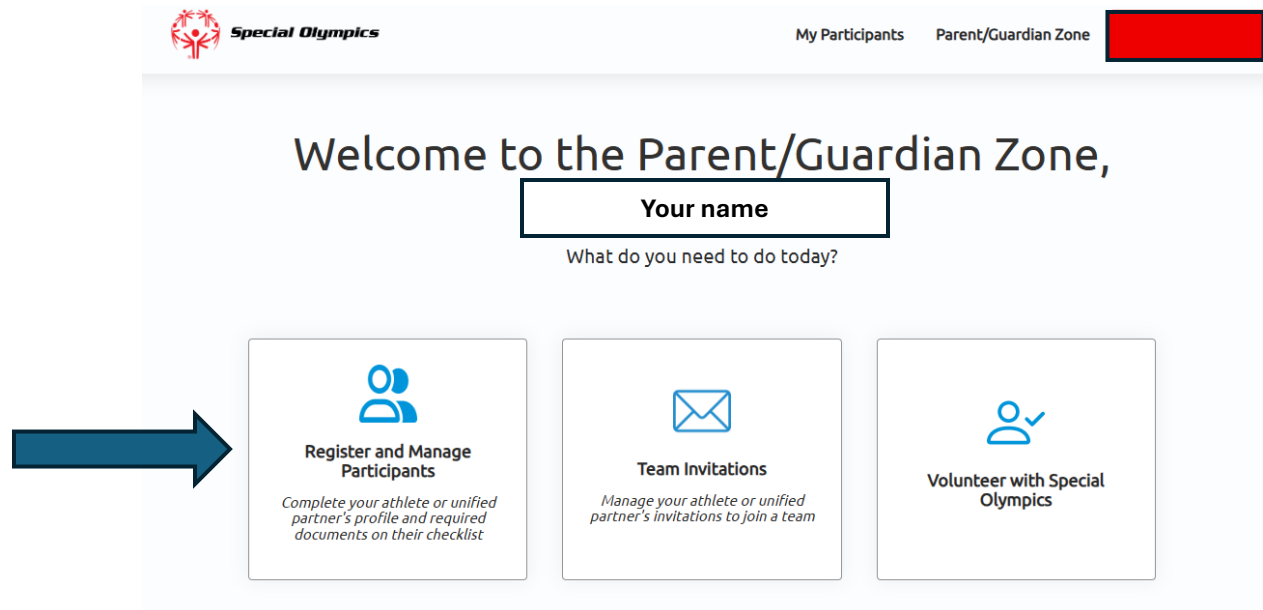 Special Olympics
My Participants
Parent/Guardian Zone
Welcome to the Parent/Guardian Zone,
Your name
What do you need to do today?
Register and Manage
Participants
Complete your athlete or unified
partner's profile and required
documents on their checklist
Team Invitations
Manage your athlete or unified
partner's invitations to join a team
Volunteer with Special
Olympics